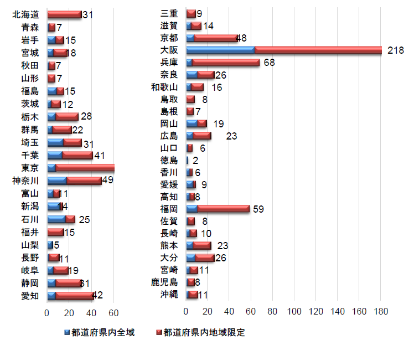 北海道 31
青森 7
岩手 15
宮城 8
秋田 7
山形 7
福島 15
茨城 12
栃木 28
群馬 22
埼玉 31
千葉 41
東京
神奈川 49
富山 1
新潟 4
石川 25
福井 15
山梨 5
長野 11
岐阜 19
静岡 31
愛知 42
0 20 40 60
三重 9
滋賀 14
京都 48
大阪 218
兵庫 68
奈良 26
和歌山 16
鳥取 8
島根 7
岡山 19
広島 23
山口 6
徳島 2
香川 6
愛媛 9
高知 8
福岡 59
佐賀 8
長崎 10
熊本 23
大分 26
宮崎 11
鹿児島 8
沖縄 11
0 20 40 60 80 100 120 140 160 180
都道府県内全域 都道府県内地域限定